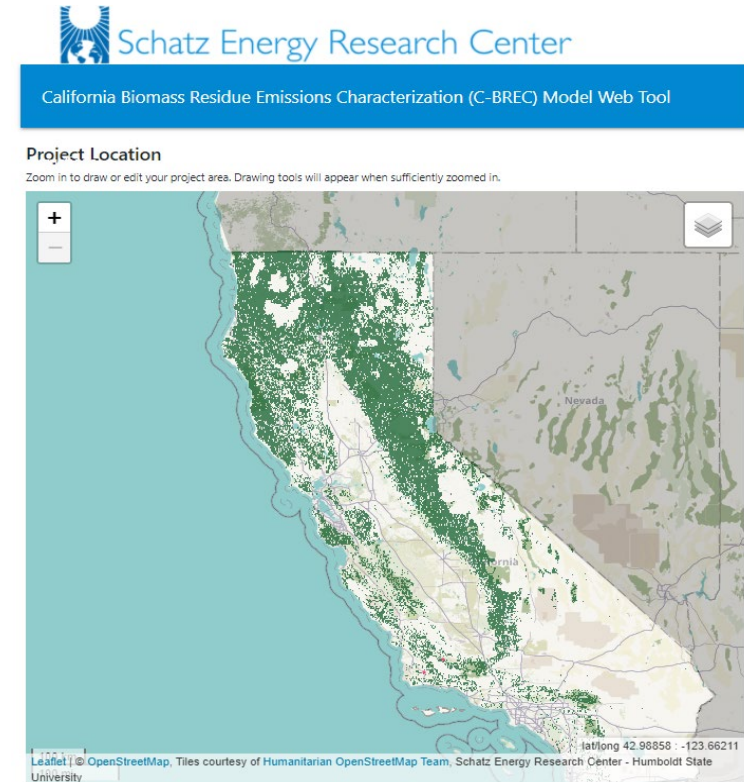 Schatz Energy Research Center
California Biomass Residue Emissions Characterization (C-BREC) Model Web Tool
Project Location
Zoom in to draw or edit your project area. Drawing tools will appear when sufficiently zoomed in.
+
−
Nevada
lat/long 42.98858 : -123.66211
Leaflet | © OpenStreetMap, Tiles courtesy of Humanitarian OpenStreetMap Team, Schatz Energy Research Center - Humboldt State
University